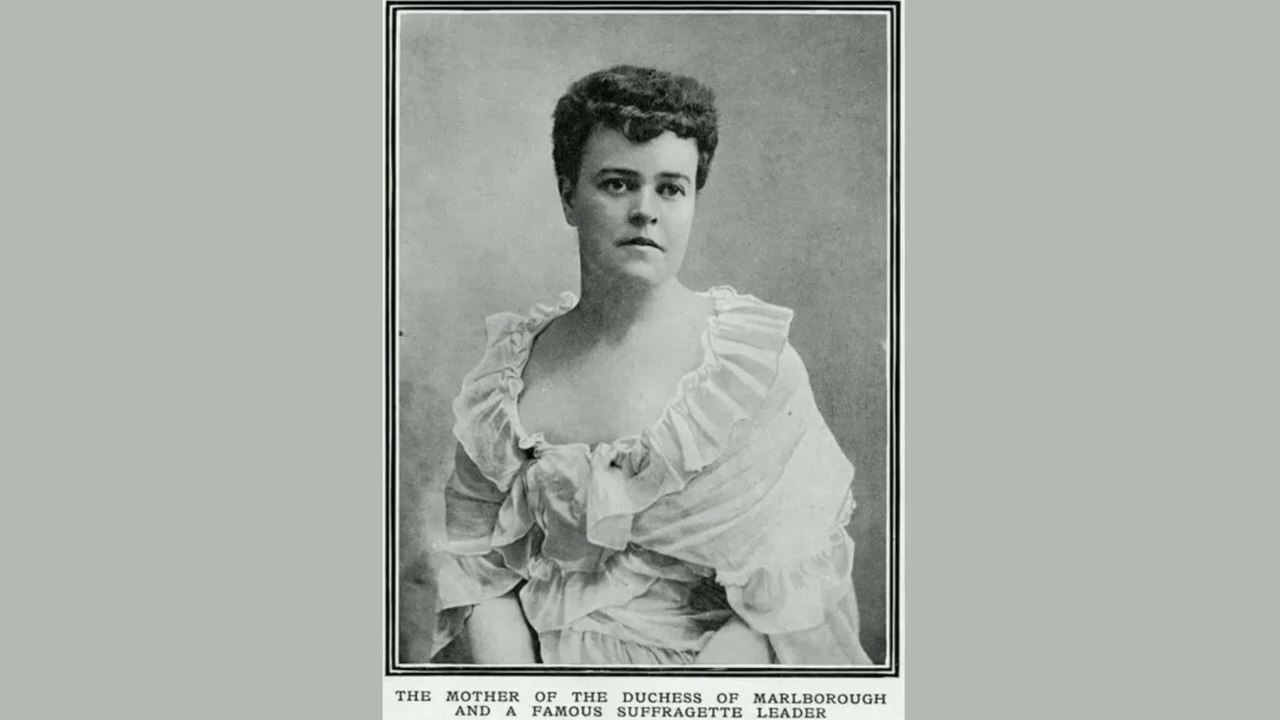 THE MOTHER OF THE DUCHESS OF MARLBOROUGH
AND A FAMOUS SUFFRAGETTE LEADER